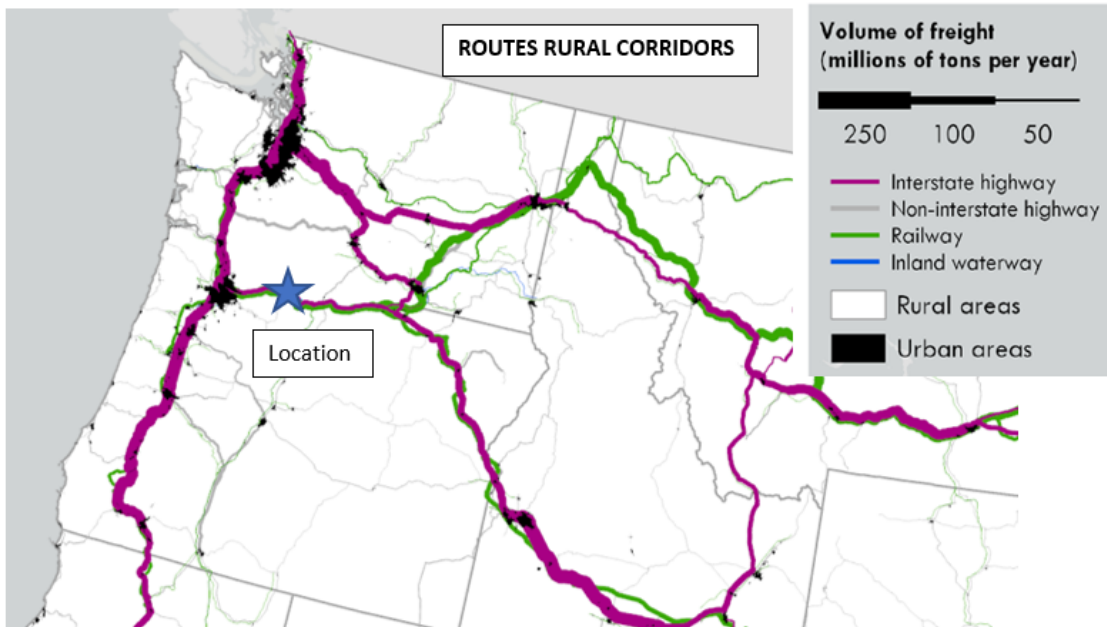 ROUTES RURAL CORRIDORS
Volume of freight
(millions of tons per year)
250 100 50
Interstate highway
Non-interstate highway
Railway
Inland waterway
Rural areas
Urban areas
Location